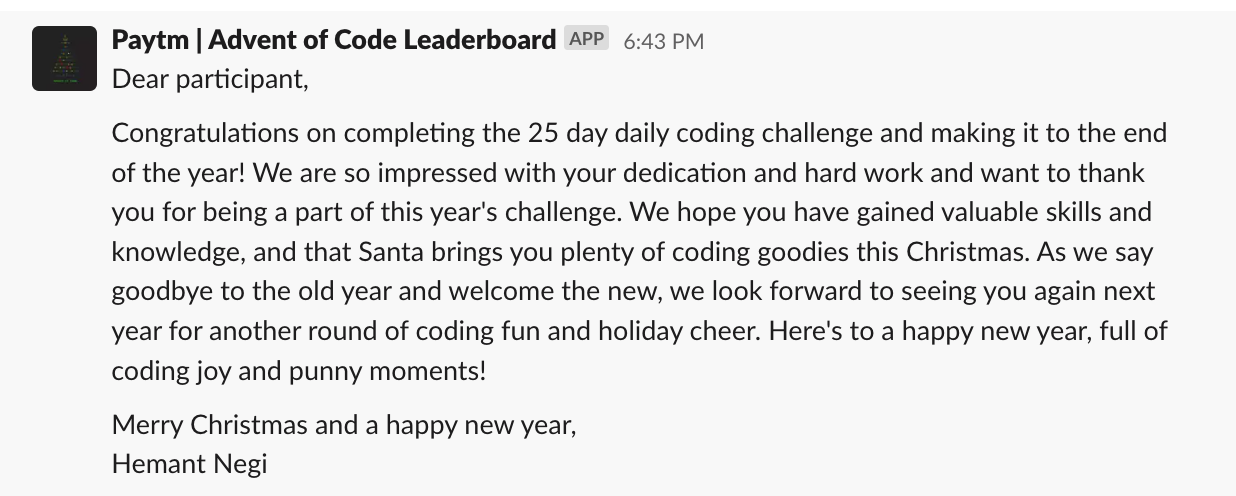 Paytm | Advent of Code Leaderboard APP 6:43 PM
Dear participant,
Congratulations on completing the 25 day daily coding challenge and making it to the end
of the year! We are so impressed with your dedication and hard work and want to thank
you for being a part of this year's challenge. We hope you have gained valuable skills and
knowledge, and that Santa brings you plenty of coding goodies this Christmas. As we say
goodbye to the old year and welcome the new, we look forward to seeing you again next
year for another round of coding fun and holiday cheer. Here's to a happy new year, full of
coding joy and punny moments!
Merry Christmas and a happy new year,
Hemant Negi